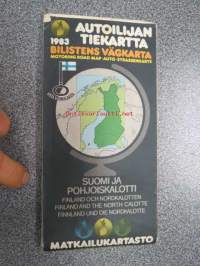 AUTOILIJAN
TIEKARTTA
1983
BILISTENS VÄGKARTA
MOTORING ROAD MAP-AUTO-STRASSENKARTE
SUOMI JA
POHJOISKALOTTI
FINLAND OCH NORDKALOTTEN
FINLAND AND THE NORTH CALOTTE
FINNLAND UND DIE NORDKALOTTE
MATKAILUKARTASTO